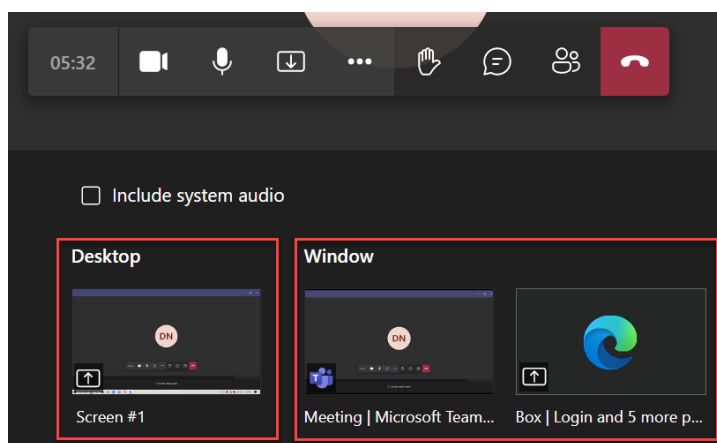 05:32
Include system audio
Desktop
Window
DN
DN
Screen #1
Meeting | Microsoft Team...
Box | Login and 5 more p...